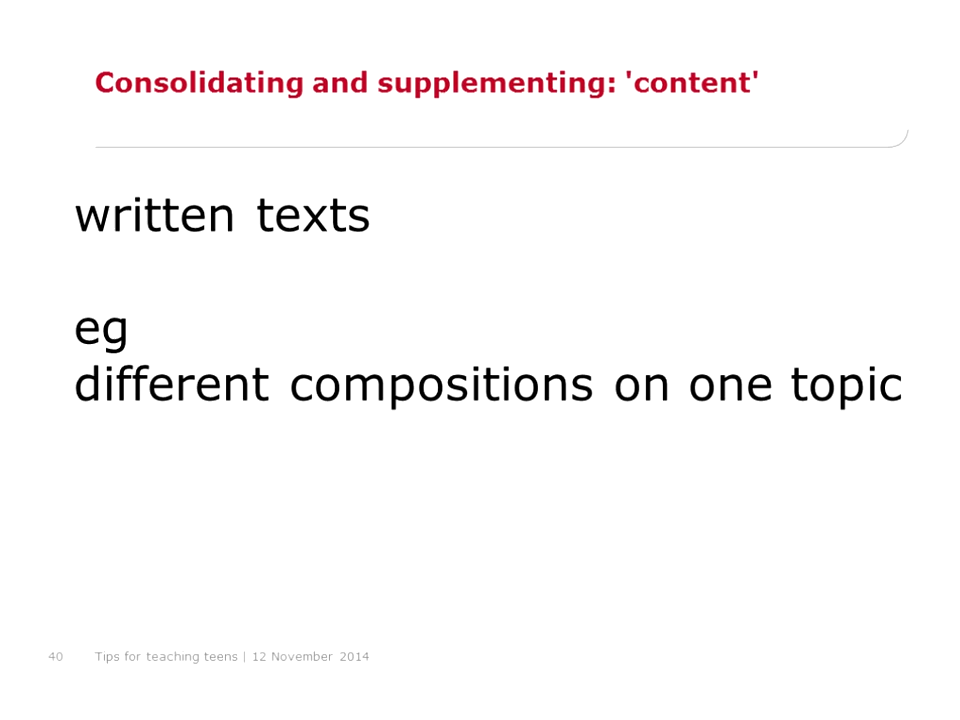 Consolidating and supplementing: 'content'
written texts
eg
different compositions on one topic
40 Tips for teaching teens | 12 November 2014